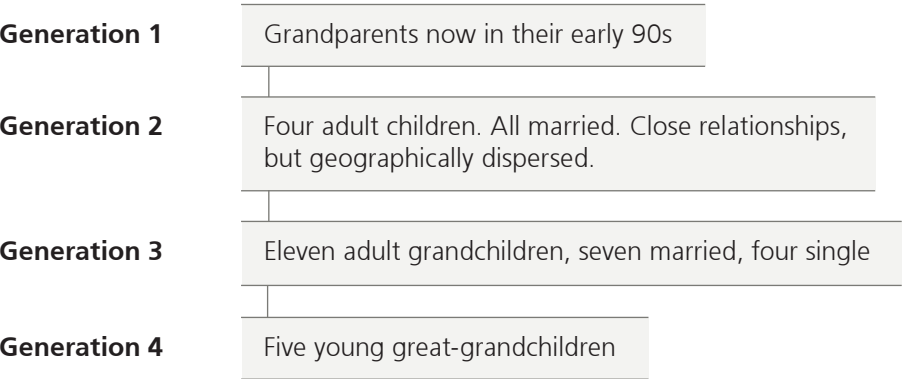 Generation 1
Grandparents now in their early 90s
Generation 2
Four adult children. All married. Close relationships,
but geographically dispersed.
Generation 3
Eleven adult grandchildren, seven married, four single
Generation 4
Five young great-grandchildren